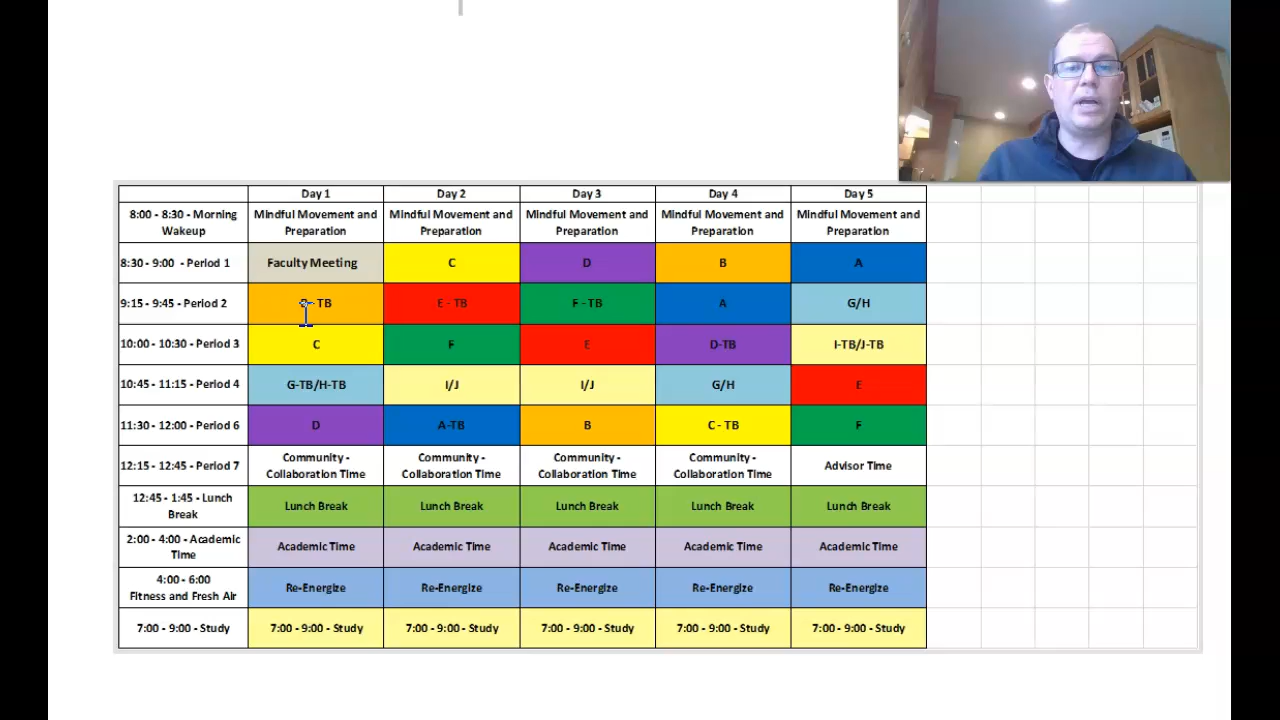 Day 1 Day 2 Day 3 Day 4 Day 5
8:00 - 8:30 - Morning Mindful Movement and Mindful Movement and Mindful Movement and Mindful Movement and Mindful Movement and
Wakeup Preparation Preparation Preparation Preparation Preparation
8:30 - 9:00 - Period 1 Faculty Meeting C D B A
9:15 - 9:45 - Period 2 - TB E - TB F - TB A G/H
10:00 - 10:30 - Period 3 C F E D-TB I-TB/J-TB
10:45 - 11:15 - Period 4 G-TB/H-TB I/J I/J G/H E
11:30 - 12:00 - Period 6 D A-TB B C - TB F
12:15 - 12:45 - Period 7 Community - Community - Community - Community - Advisor Time
Collaboration Time Collaboration Time Collaboration Time Collaboration Time
12:45 - 1:45 - Lunch Lunch Break Lunch Break Lunch Break Lunch Break Lunch Break
Break
2:00 - 4:00 - Academic Academic Time Academic Time Academic Time Academic Time Academic Time
Time
4:00 - 6:00 Re-Energize Re-Energize Re-Energize Re-Energize Re-Energize
Fitness and Fresh Air
7:00 - 9:00 - Study 7:00 - 9:00 - Study 7:00 - 9:00 - Study 7:00 - 9:00 - Study 7:00 - 9:00 - Study 7:00 - 9:00 - Study